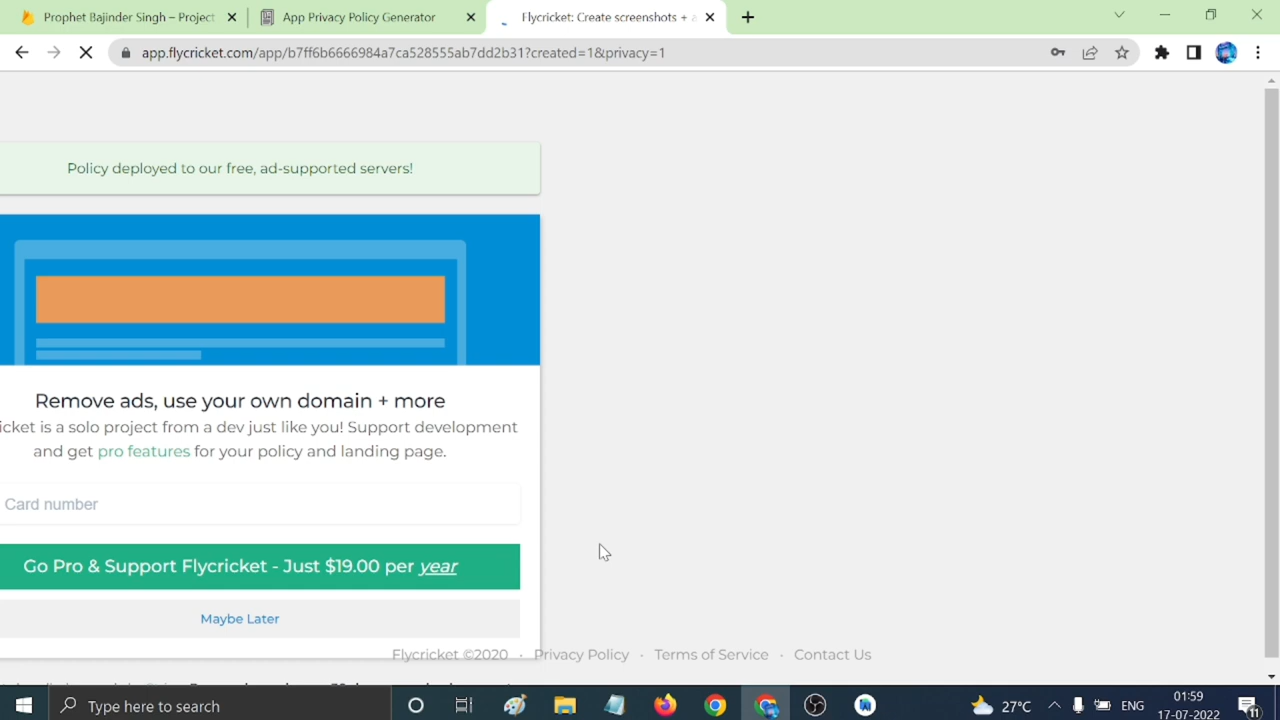 Prophet Bajinder Singh – Project
App Privacy Policy Generator
Flycricket: Create screenshots + a
app.flycricket.com/app/b7ff6b6666984a7ca528555ab7dd2b31?created=1&privacy=1
Policy deployed to our free, ad-supported servers!
Remove ads, use your own domain + more
icket is a solo project from a dev just like you! Support development
and get pro features for your policy and landing page.
Card number
Go Pro & Support Flycricket - Just $19.00 per year
Maybe Later
Flycricket ©2020 · Privacy Policy · Terms of Service · Contact Us
Type here to search
27°C
ENG
01:59
17-07-2022
11